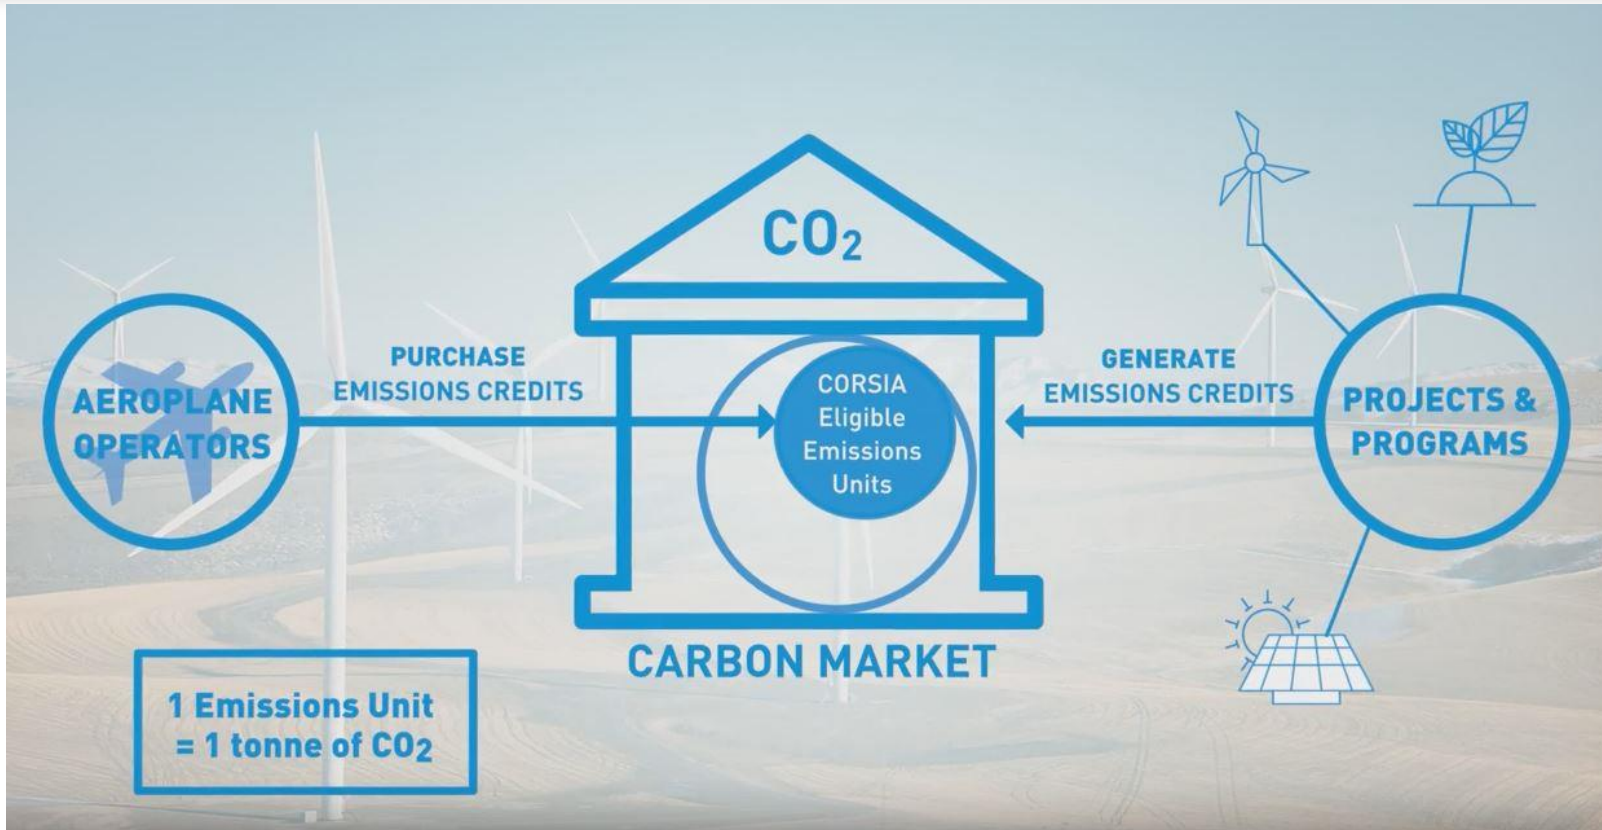 CO2
PURCHASE
EMISSIONS CREDITS
GENERATE
EMISSIONS CREDITS
AEROPLANE
OPERATORS
CORSIA
Eligible
Emissions
Units
PROJECTS &
PROGRAMS
CARBON MARKET
1 Emissions Unit
= 1 tonne of CO2